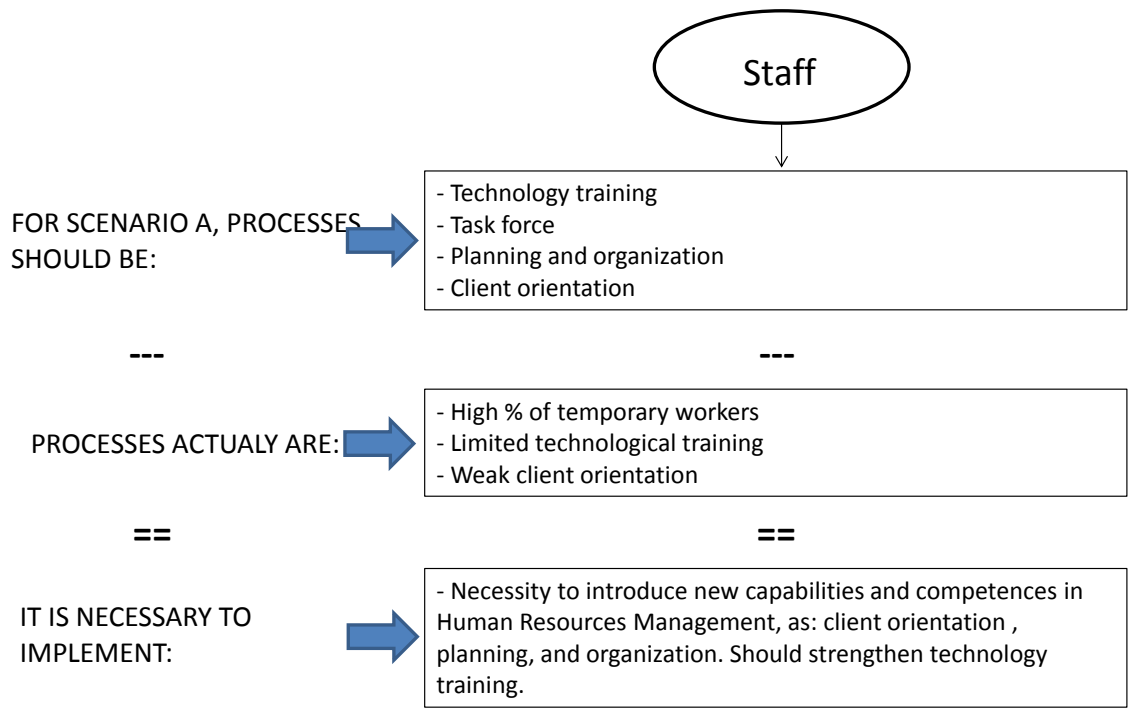 Staff
FOR SCENARIO A, PROCESSES
SHOULD BE:
- Technology training
- Task force
- Planning and organization
- Client orientation
---
---
PROCESSES ACTUALY ARE:
- High % of temporary workers
- Limited technological training
- Weak client orientation
==
==
IT IS NECESSARY TO
IMPLEMENT:
- Necessity to introduce new capabilities and competences in
Human Resources Management, as: client orientation ,
planning, and organization. Should strengthen technology
training.